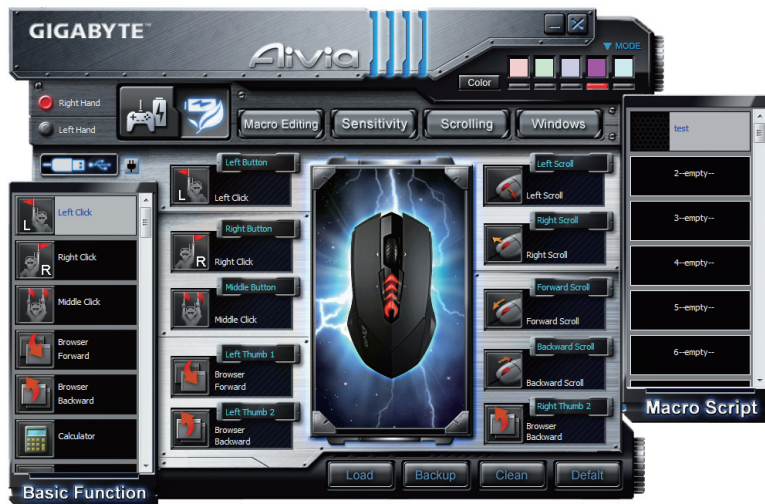 GIGABYTE™
Aivia
MODE
Color
Right Hand
Left Hand
Macro Editing
Sensitivity
Scrolling
Windows
Left Click
Right Click
Middle Click
Browser
Forward
Browser
Backward
Calculator
Basic Function
Left Button
L
Left Click
Right Button
R
Right Click
Middle Button
Middle Click
Left Thumb 1
Browser
Forward
Left Thumb 2
Browser
Backward
Aivia
Left Scroll
Left Scroll
Right Scroll
Right Scroll
Forward Scroll
Forward Scroll
Backward Scroll
Backward Scroll
Right Thumb 2
Browser
Backward
test
2--empty--
3--empty--
4--empty--
5--empty--
6--empty--
Macro Script
L
R
Load
Backup
Clean
Defalt